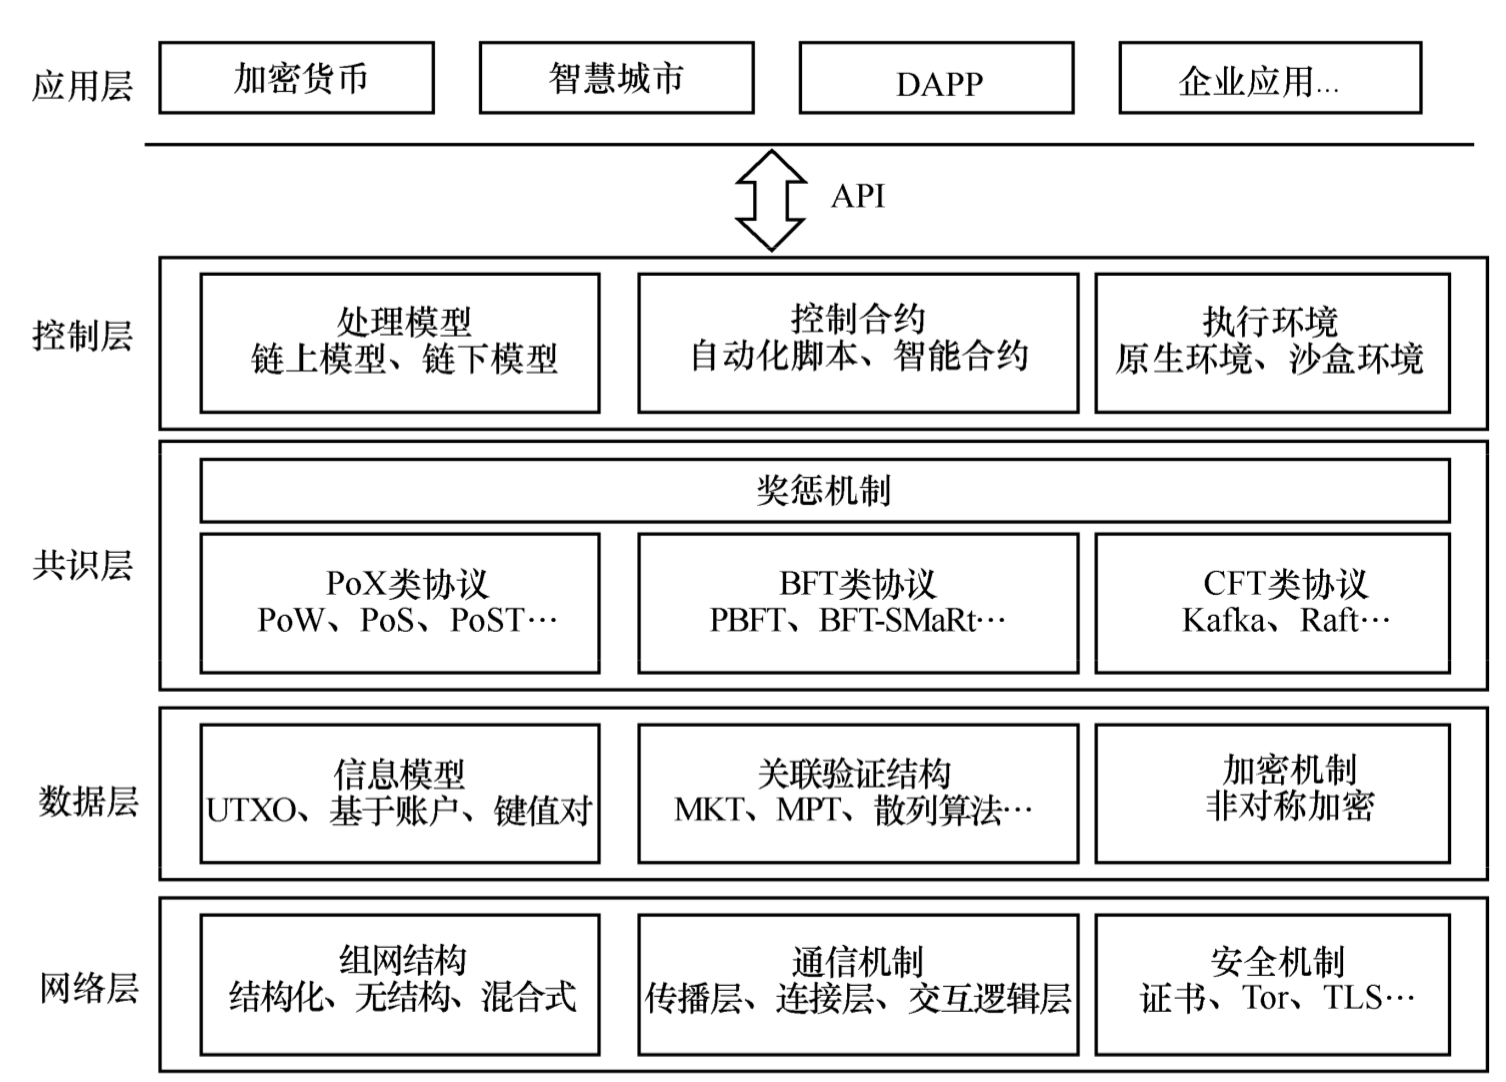 应用层
加密货币
智慧城市
DAPP
企业应用...
API
控制层
处理模型
链上模型、链下模型
控制合约
自动化脚本、智能合约
执行环境
原生环境、沙盒环境
共识层
奖惩机制
PoX类协议
PoW、PoS、PoST…
BFT类协议
PBFT、BFT-SMaRt…
CFT类协议
Kafka、Raft…
数据层
信息模型
UTXO、基于账户、键值对
关联验证结构
MKT、MPT、散列算法…
加密机制
非对称加密
网络层
组网结构
结构化、无结构、混合式
通信机制
传播层、连接层、交互逻辑层
安全机制
证书、Tor、TLS…